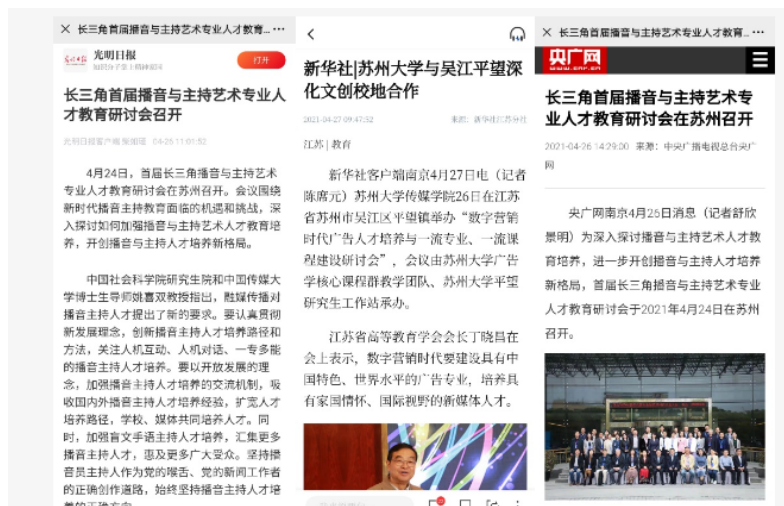 × 长三角首届播音与主持艺术专业人才教育... ···
光明日报
知识分子掌上精神家园
打开
长三角首届播音与主持艺术专业人
才教育研讨会召开
04-26 11:01:52
4月24日，首届长三角播音与主持艺术
专业人才教育研讨会在苏州召开。会议围绕
新时代播音主持教育面临的机遇和挑战，深
入探讨如何加强播音与主持艺术人才教育培
养，开创播音与主持人才培养新格局。
中国社会科学院研究生院和中国传媒大
学博士生导师姚喜双教授指出，融媒传播对
播音主持人才提出了新的要求。要认真贯彻
新发展理念，创新播音主持人才培养路径和
方法，关注人机互动、人机对话、一专多能
的播音主持人才培养。要以开放发展的理
念，加强播音主持人才培养的交流机制，吸
收国内外播音主持人才培养经验，扩宽人才
培养路径，学校、媒体共同培养人才。同
时，加强盲文手语主持人才培养，汇集更多
播音主持人才，惠及更多广大受众。坚持播
音员主持人作为党的喉舌、党的新闻工作者
的正确创作道路，始终坚持播音主持人才培
养的正确方向
新华社|苏州大学与吴江平望深
化文创校地合作
2021-04-27 09:47:52
来源：新华社江苏分社
江苏 | 教育
新华社客户端南京4月27日电（记者
陈席元）苏州大学传媒学院26日在江苏
省苏州市吴江区平望镇举办“数字营销
时代广告人才培养与一流专业、一流课
程建设研讨会”，会议由苏州大学广告
学核心课程群教学团队、苏州大学平望
研究生工作站承办。
江苏省高等教育学会会长丁晓昌在
会上表示，数字营销时代要建设具有中
国特色、世界水平的广告专业，培养具
有家国情怀、国际视野的新媒体人才。
× 长三角首届播音与主持艺术专业人才教育... ···
央广网
www.cnr.cn
长三角首届播音与主持艺术专
业人才教育研讨会在苏州召开
2021-04-26 14:29:00 来源：中央广播电视总台央广
网
央广网南京4月26日消息（记者舒欣
景明）为深入探讨播音与主持艺术人才教
育培养，进一步开创播音与主持人才培养
新格局，首届长三角播音与主持艺术专业
人才教育研讨会于2021年4月24日在苏州
召开。